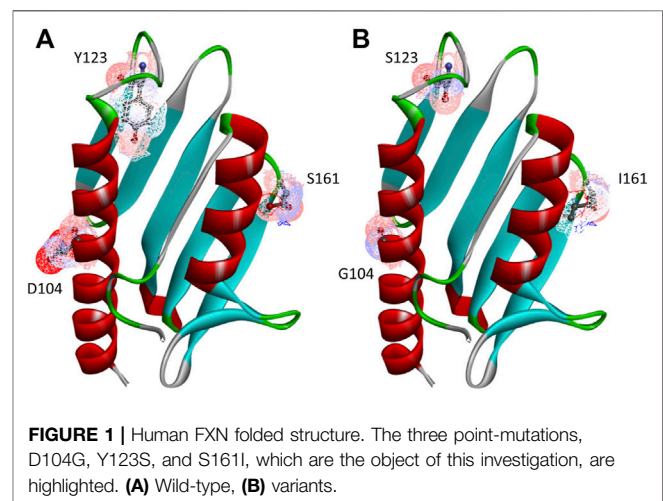 A
Y123
S161
D104
B
S123
I161
G104
FIGURE 1 | Human FXN folded structure. The three point-mutations,
D104G, Y123S, and S161I, which are the object of this investigation, are
highlighted. (A) Wild-type, (B) variants.